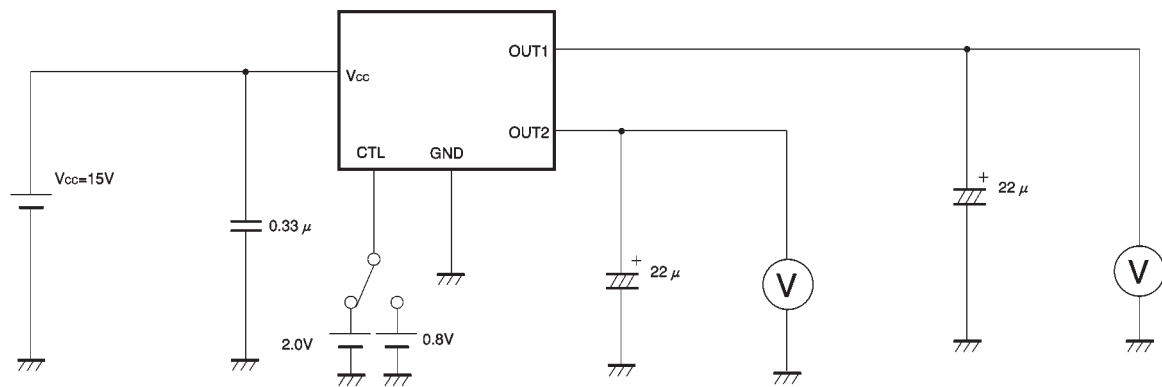 OUT1
Vcc
OUT2
CTL GND
Vcc=15V
+
22 μ
0.33 μ
+
22 μ
V
V
2.0V
0.8V